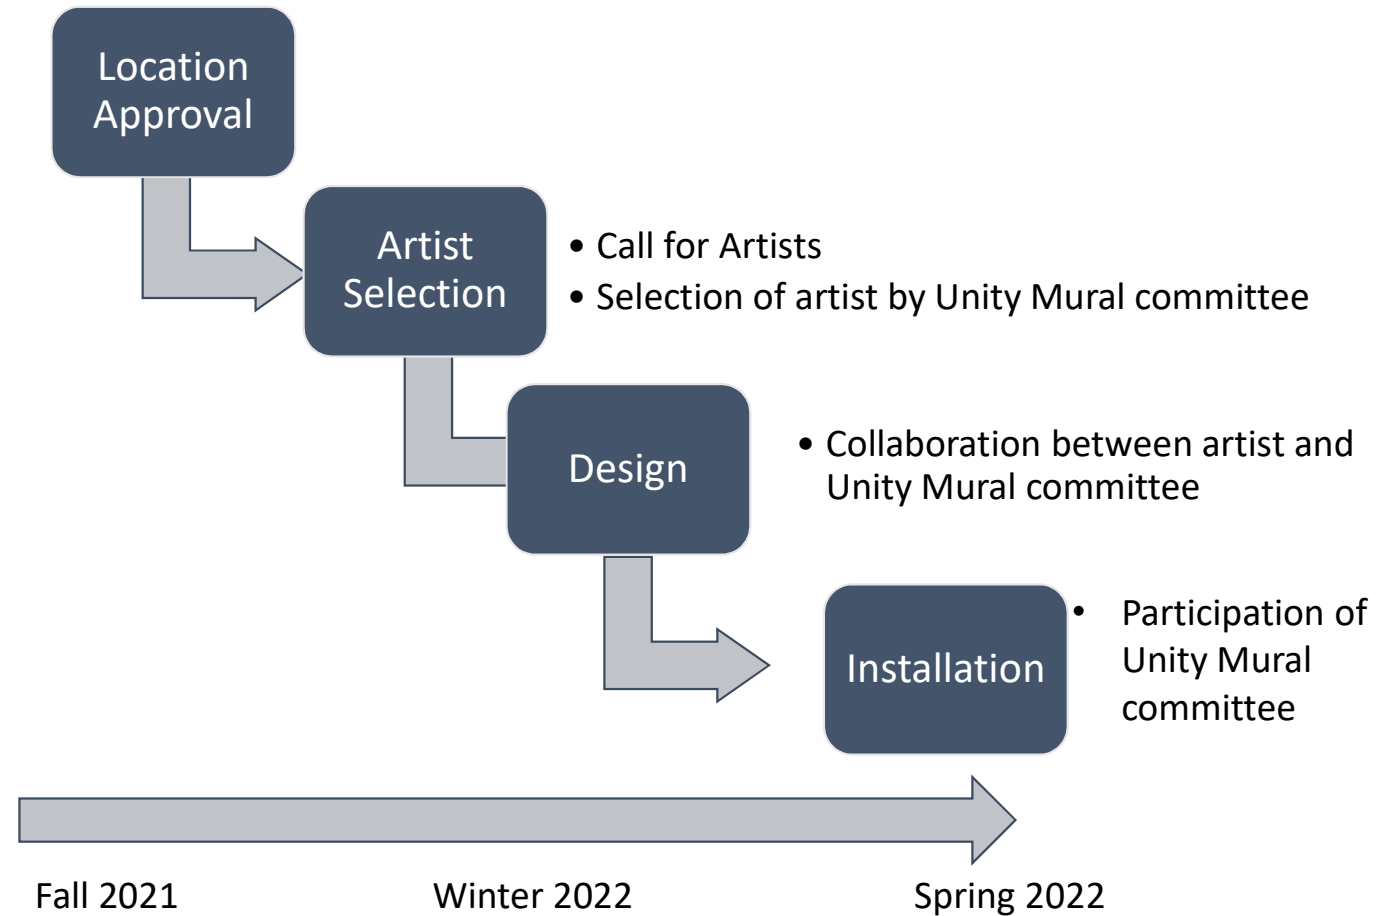 Location
Approval
Artist
Selection
• Call for Artists
• Selection of artist by Unity Mural committee
Design
• Collaboration between artist and
Unity Mural committee
Installation
• Participation of
Unity Mural
committee
Fall 2021
Winter 2022
Spring 2022